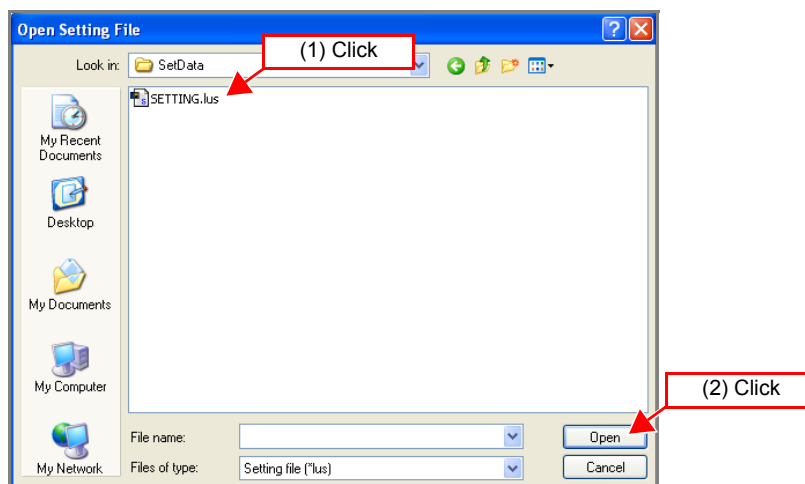 Open Setting File
(1) Click
Look in:
SetData
SETTING.lus
My Recent
Documents
Desktop
My Documents
My Computer
My Network
(2) Click
File name:
Open
Files of type:
Setting file (*lus)
Cancel